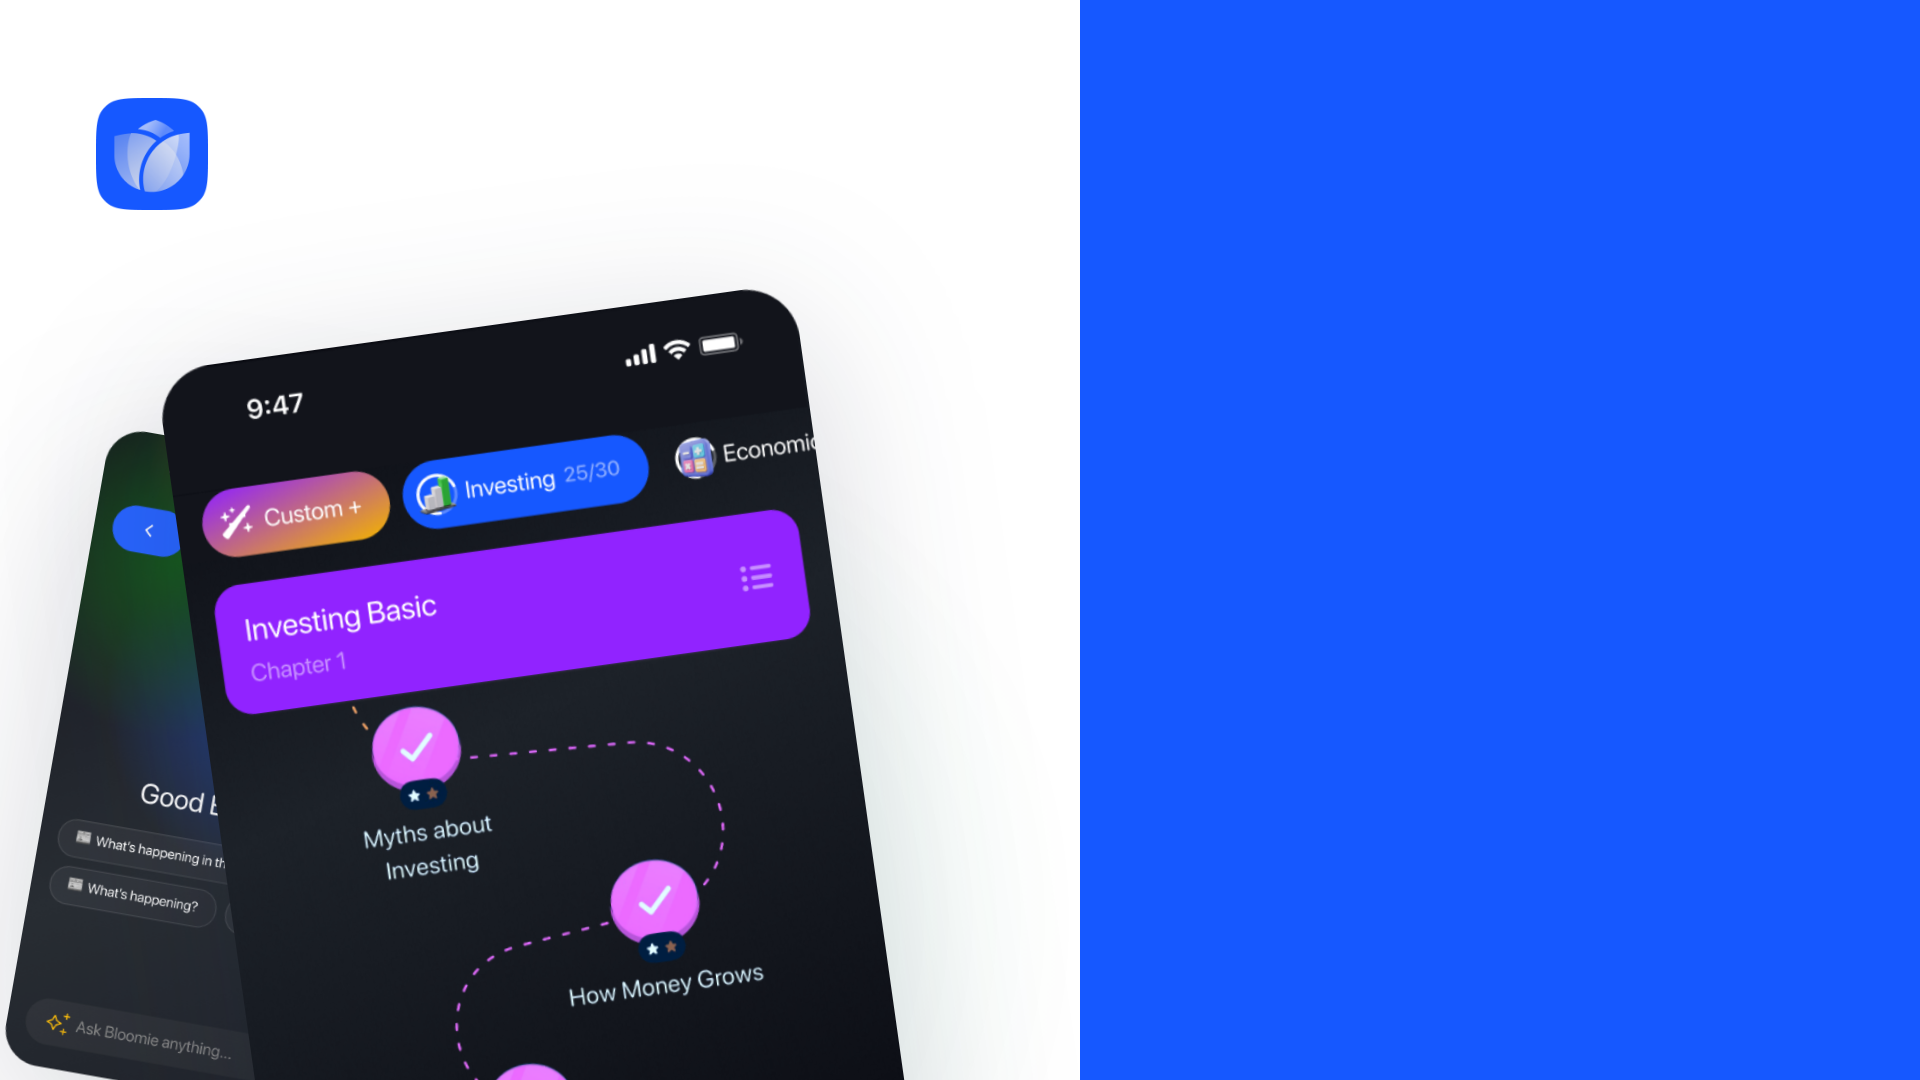 9:47
Custom +
Investing 25/30
Economic
Investing Basic
Chapter 1
Myths about
Investing
How Money Grows
Good
What's happening in th
What's happening?
Ask Bloomie anything...